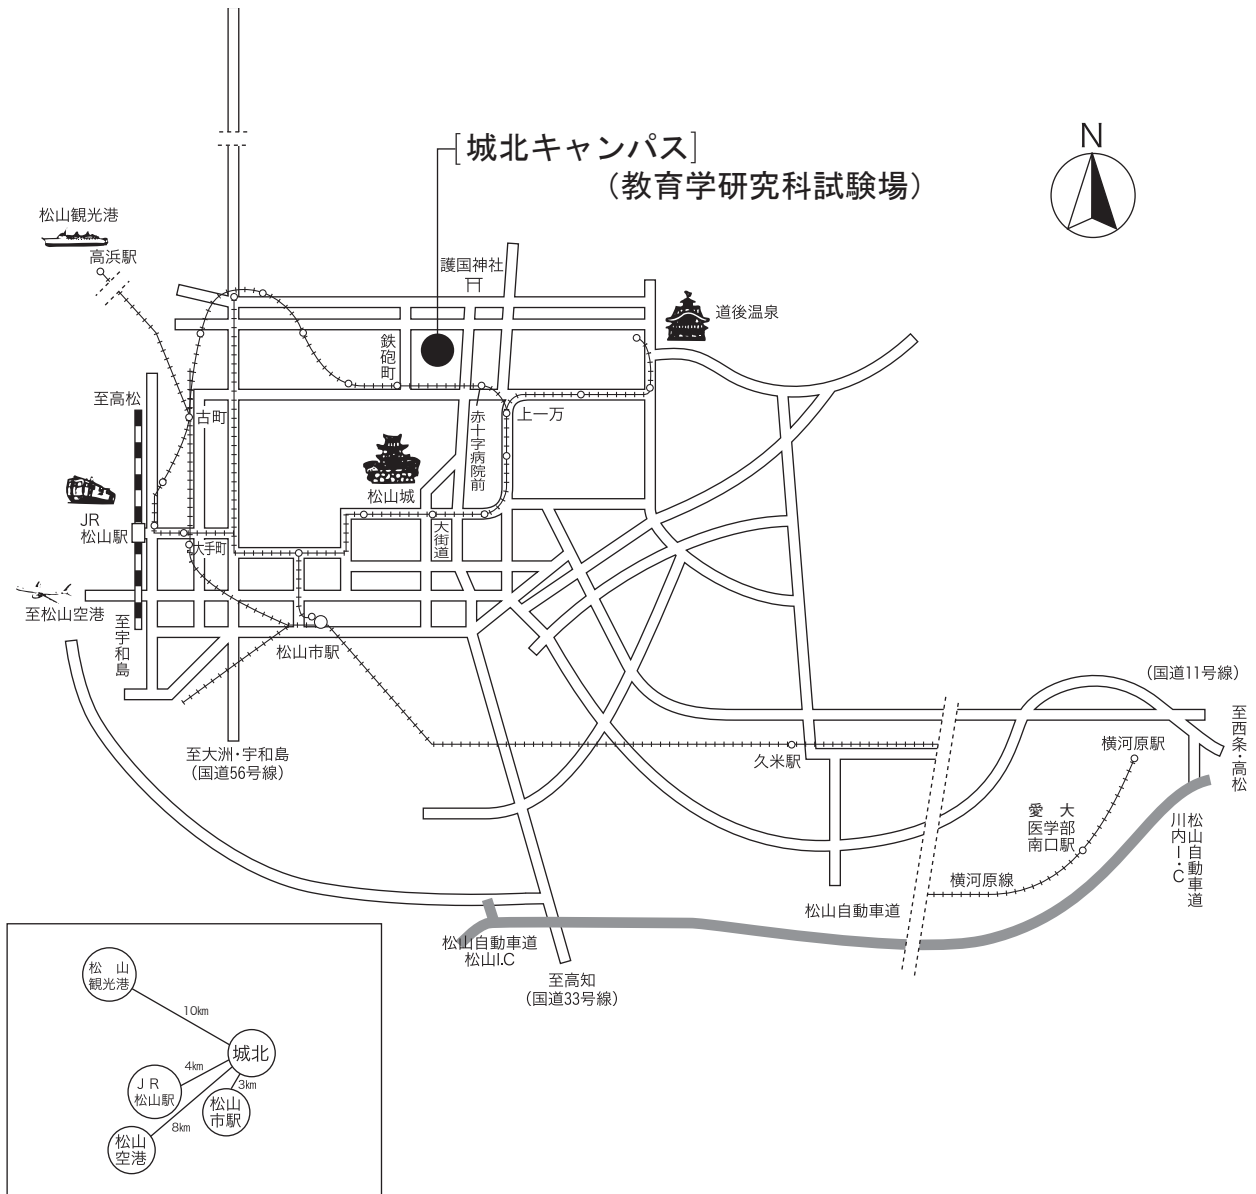 [城北キャンパス]
（教育学研究科試験場）
N
松山観光港
高浜駅
護国神社
道後温泉
鉄砲町
至高松
古町
赤十字病院前
上一万
松山城
JR
松山駅
大手町
大街道
至松山空港
至宇和島
松山市駅
（国道11号線）
至西条・高松
至大洲・宇和島
（国道56号線）
久米駅
横河原駅
愛 大
医学部
南口駅
松山自動車道
川内I・C
横河原線
松山自動車道
松山自動車道
松山I.C
至高知
（国道33号線）
松 山
観光港
10km
城北
4km
3km
JR
松山駅
松山
市駅
8km
松山
空港